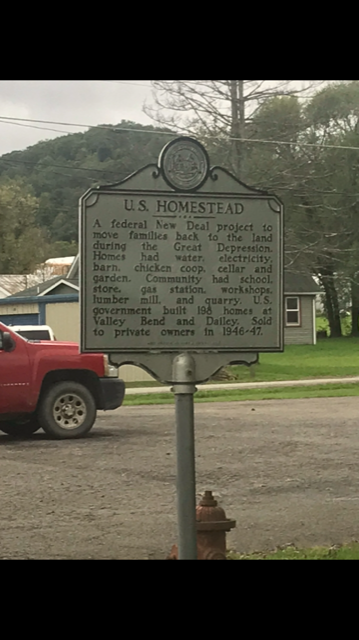 U.S. HOMESTEAD
A federal New Deal project to
move families back to the land
during the Great Depression.
Homes had water, electricity,
barn, chicken coop, cellar and
garden. Community had school,
store, gas station, workshops,
lumber mill, and quarry. U.S.
government built 198 homes at
Valley Bend and Dailey. Sold
to private owners in 1946-47.